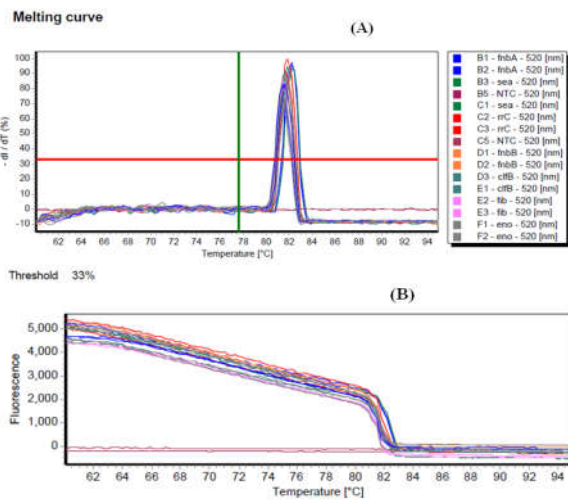 Melting curve
(A)
100
90
80
70
60
50
40
30
20
10
0
-10
- dI / dT (%)
62 64 66 68 70 72 74 76 78 80 82 84 86 88 90 92 94
Temperature [°C]
B1 - fnbA - 520 [nm]
B2 - fnbA - 520 [nm]
B3 - sea - 520 [nm]
B5 - NTC - 520 [nm]
C1 - sea - 520 [nm]
C2 - rrC - 520 [nm]
C3 - rrC - 520 [nm]
C5 - NTC - 520 [nm]
D1 - fnbB - 520 [nm]
D2 - fnbB - 520 [nm]
D3 - clfB - 520 [nm]
E1 - clfB - 520 [nm]
E2 - fib - 520 [nm]
E3 - fib - 520 [nm]
F1 - eno - 520 [nm]
F2 - eno - 520 [nm]
Threshold 33%
(B)
5,000
4,000
3,000
2,000
1,000
0
Fluorescence
62 64 66 68 70 72 74 76 78 80 82 84 86 88 90 92 94
Temperature [°C]